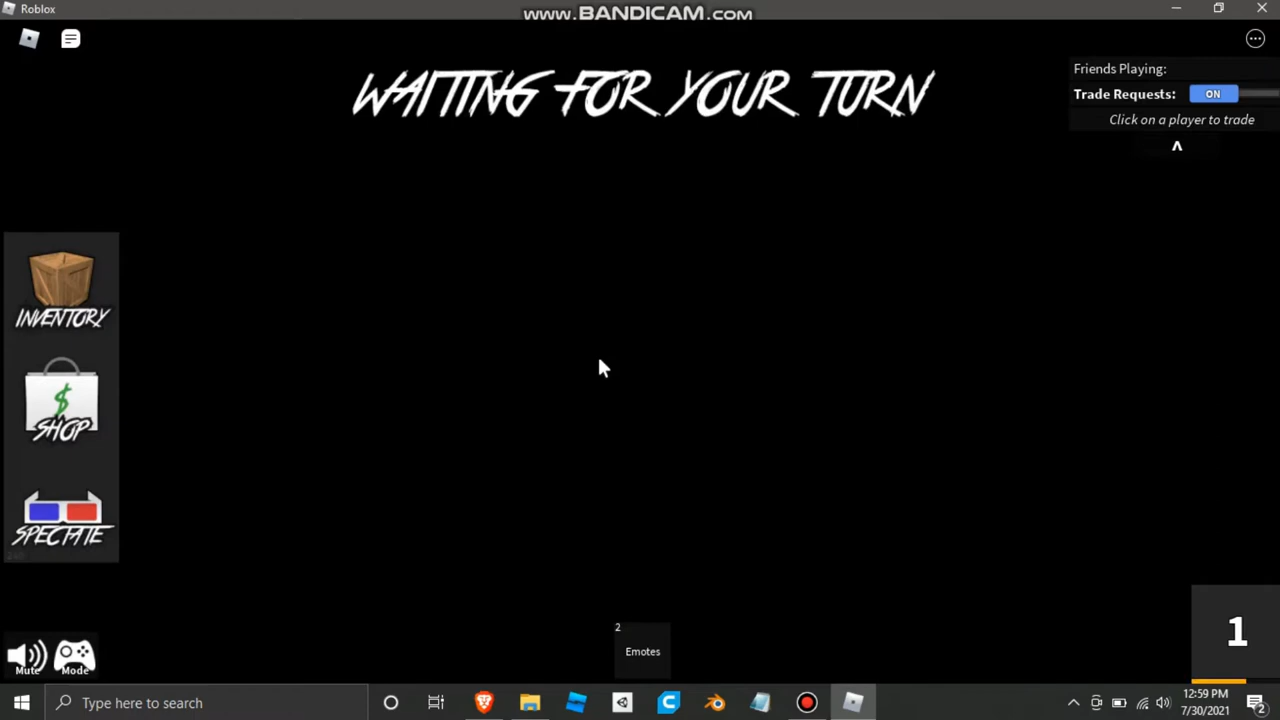 Roblox
www.BANDICAM.com
WAITING FOR YOUR TURN
Friends Playing:
Trade Requests: ON
Click on a player to trade
INVENTORY
$
SHOP
SPECTATE
Mute
Mode
2
Emotes
1
Type here to search
12:59 PM
7/30/2021
2